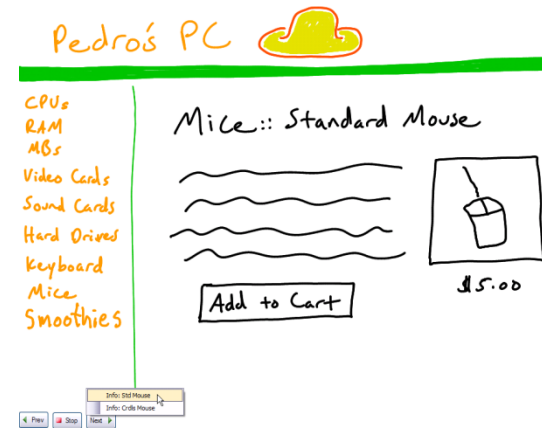 Pedro's PC
CPUs
RAM
MBs
Video Cards
Sound Cards
Hard Drives
Keyboard
Mice
Smoothies
Mice:: Standard Mouse
$5.00
Add to Cart
Info: Std Mouse
Info: Crdls Mouse
Prev Stop Next